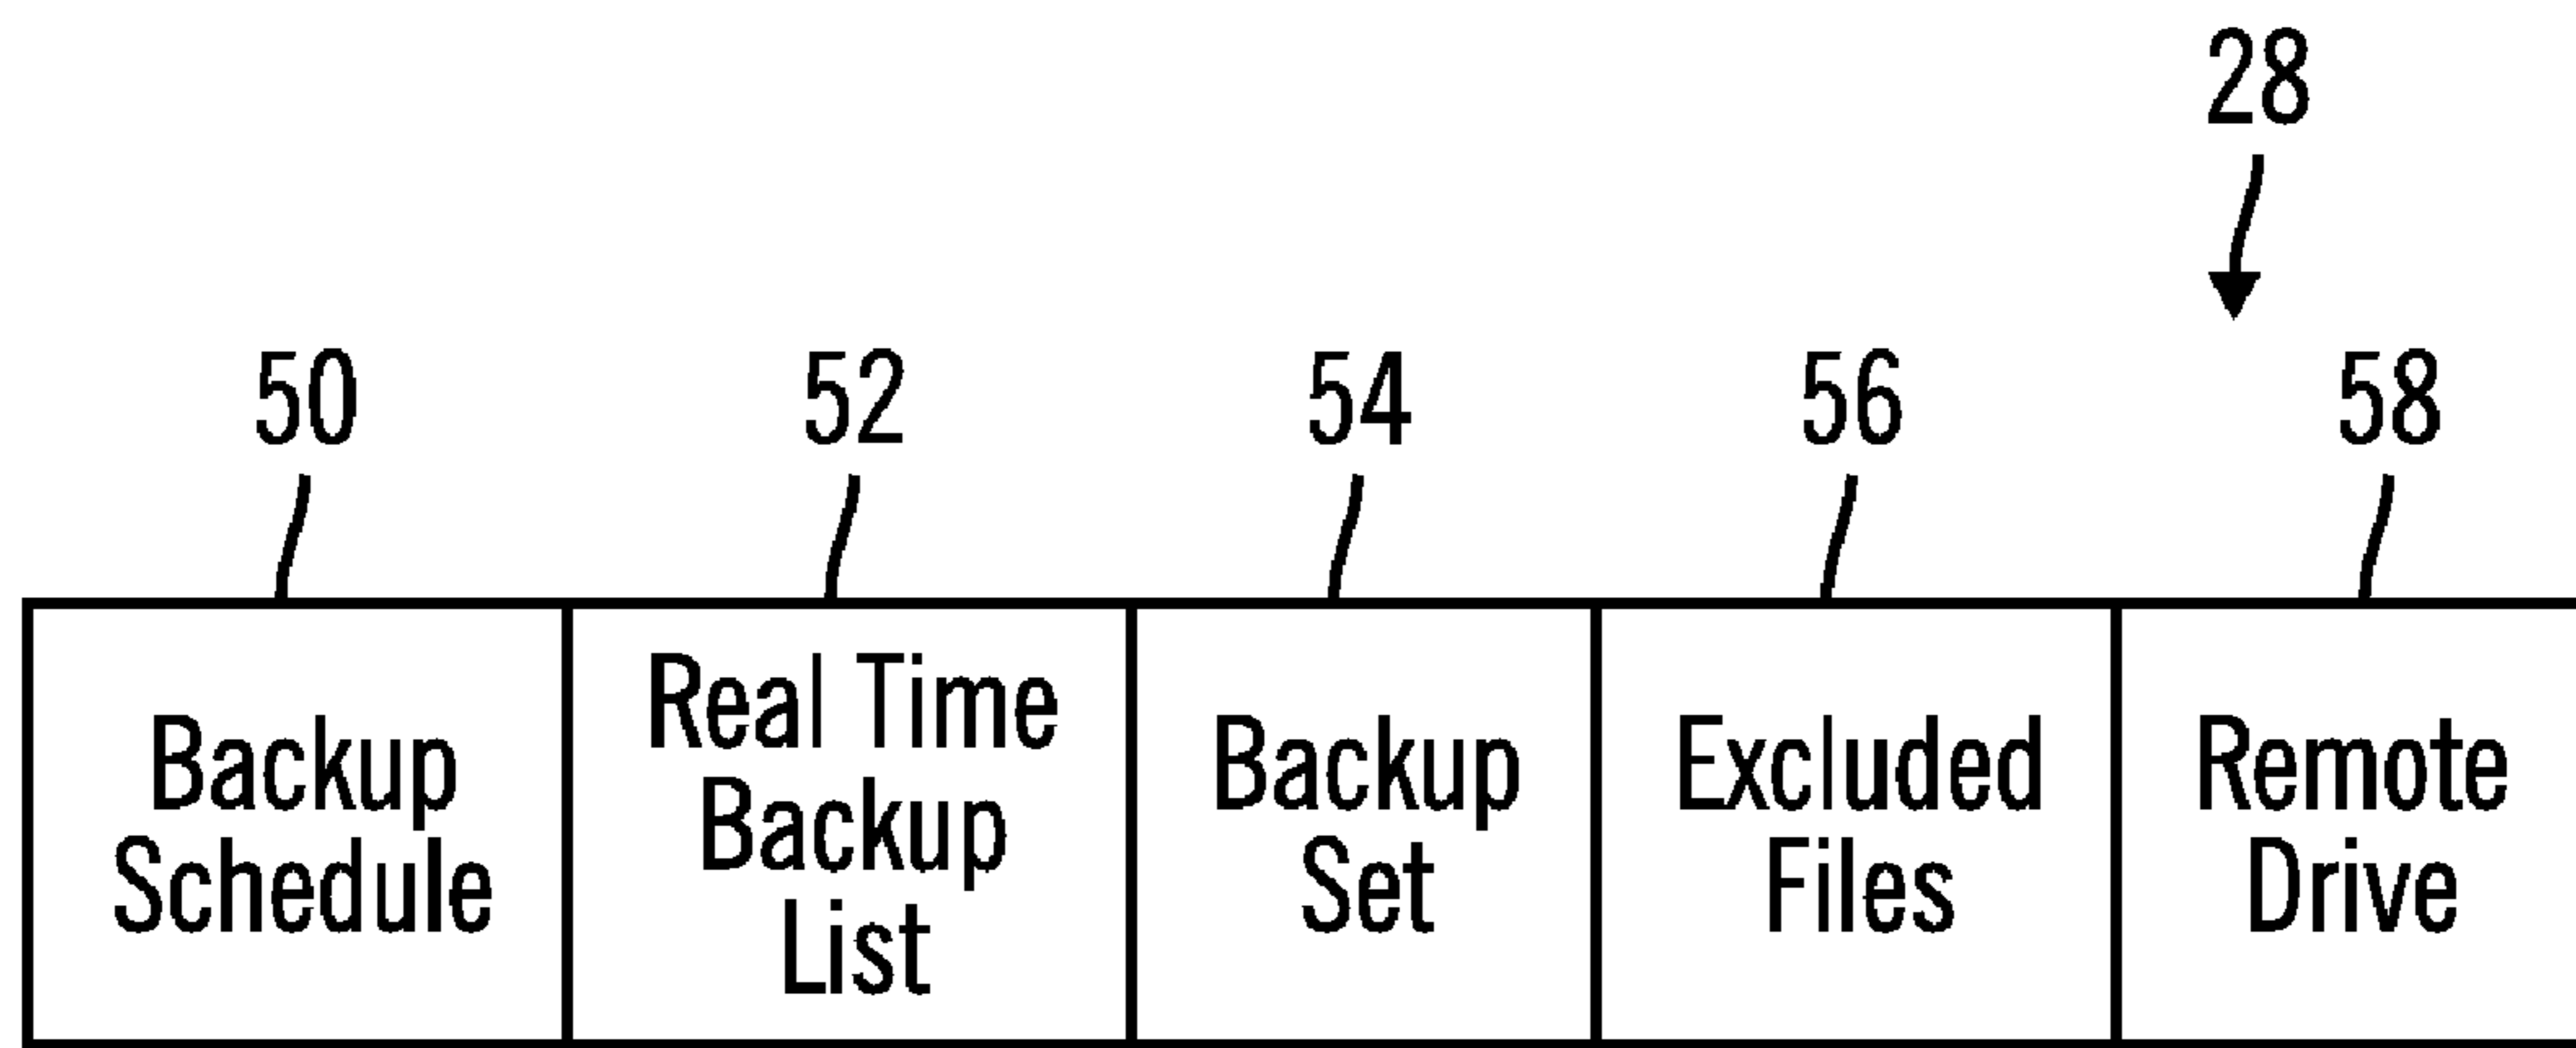 28
50
52
54
56
58
Backup
Schedule
Real Time
Backup
List
Backup
Set
Excluded
Files
Remote
Drive